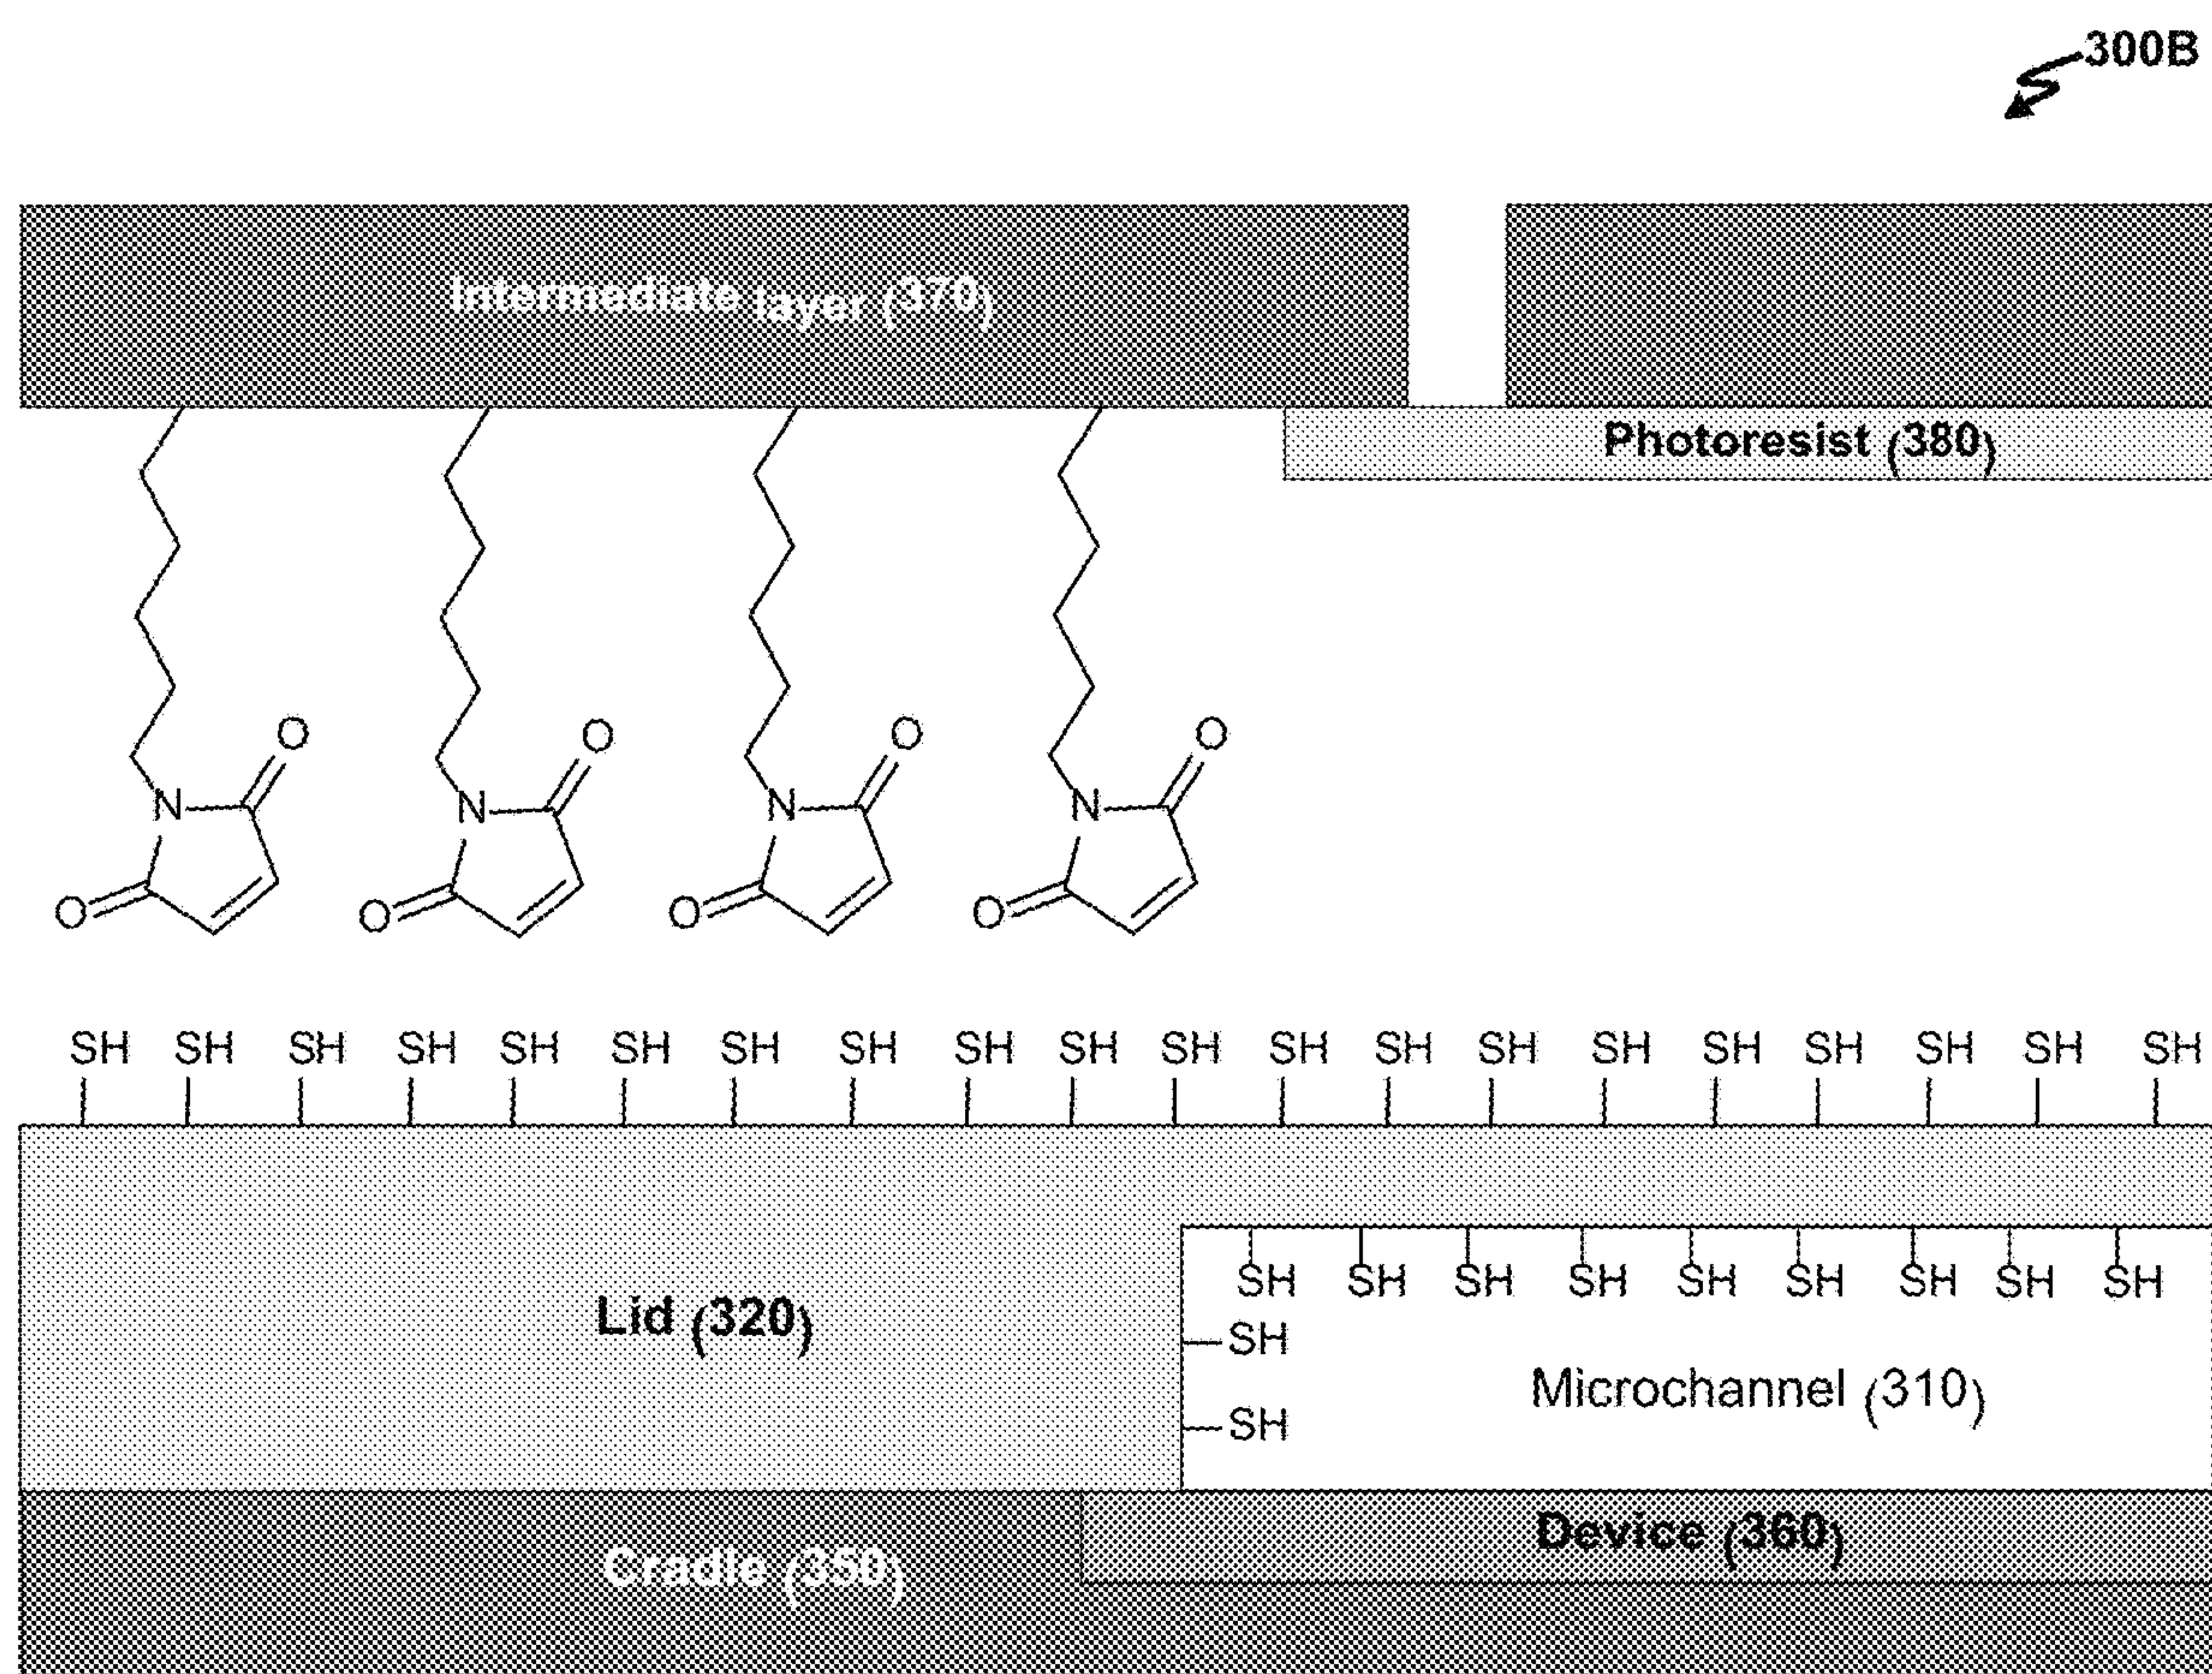 300B
Intermediate layer (370)
Photoresist (380)
O O O O
N N N N
O O O O
SH SH SH SH SH SH SH SH SH SH SH SH SH SH SH SH SH SH SH SH
SH SH SH SH SH SH SH SH SH
Lid (320)
SH
Microchannel (310)
SH
Device (360)
Cradle (350)